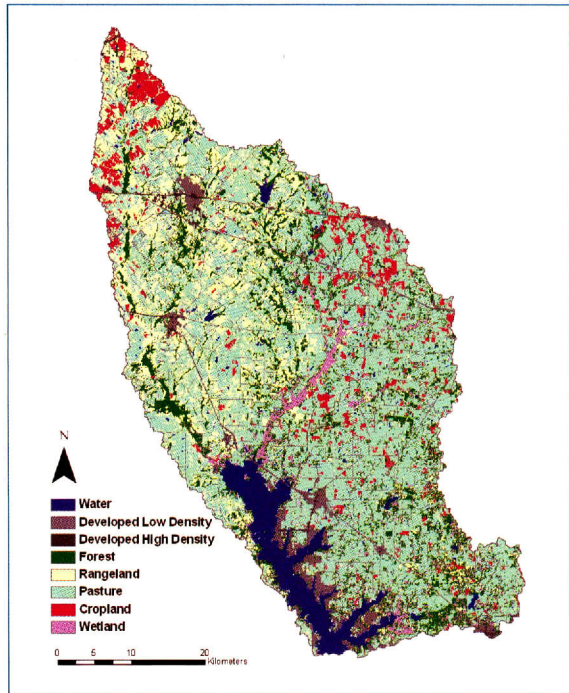 N
Water
Developed Low Density
Developed High Density
Forest
Rangeland
Pasture
Cropland
Wetland
0 5 10 20
Kilometers